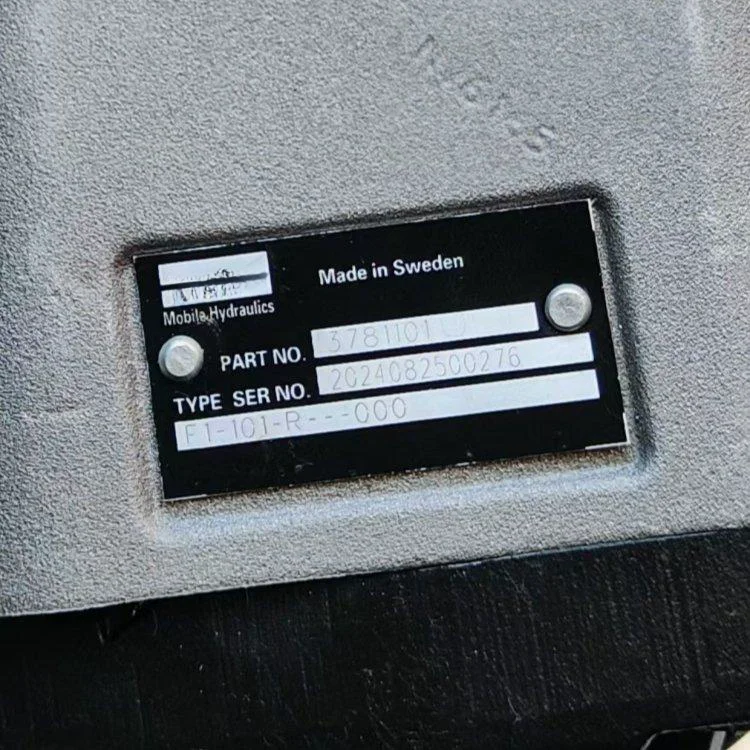 Made in Sweden
Mobile Hydraulics
PART NO. 3781101
TYPE SER NO. 2024082500276
F1-101-R---000